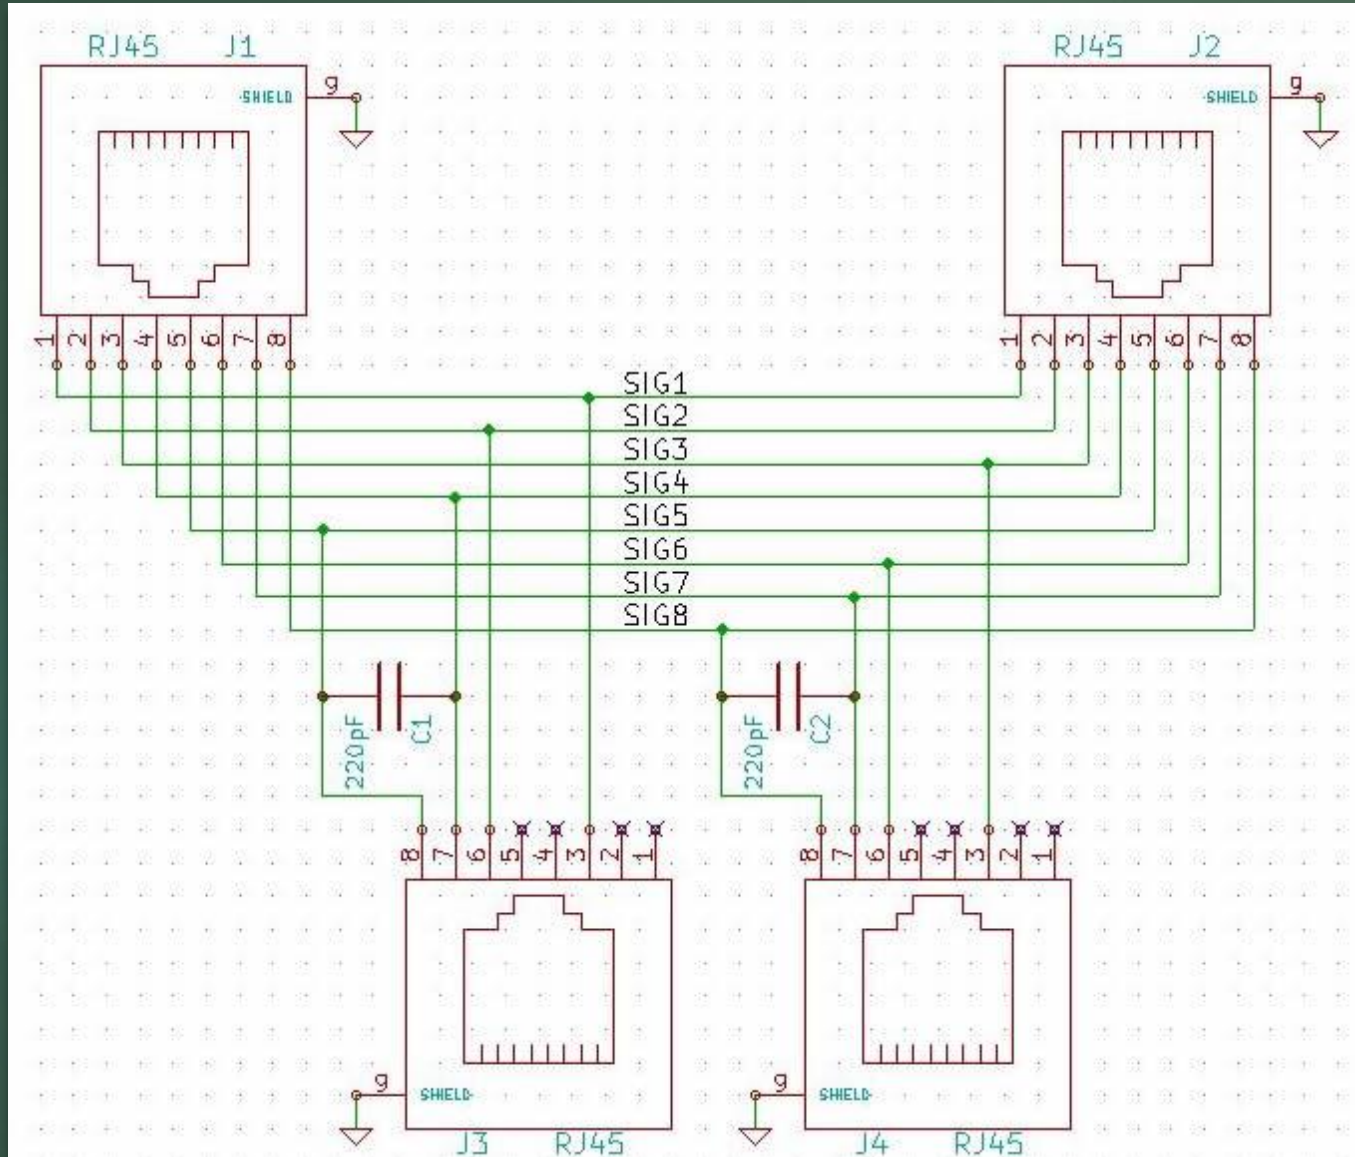 RJ45 J1
RJ45 J2
SHIELD 9
SHIELD 9
1 2 3 4 5 6 7 8
1 2 3 4 5 6 7 8
SIG1
SIG2
SIG3
SIG4
SIG5
SIG6
SIG7
SIG8
220pF C1
220pF C2
8 7 6 5 4 3 2 1
8 7 6 5 4 3 2 1
9 SHIELD
9 SHIELD
J3 RJ45
J4 RJ45